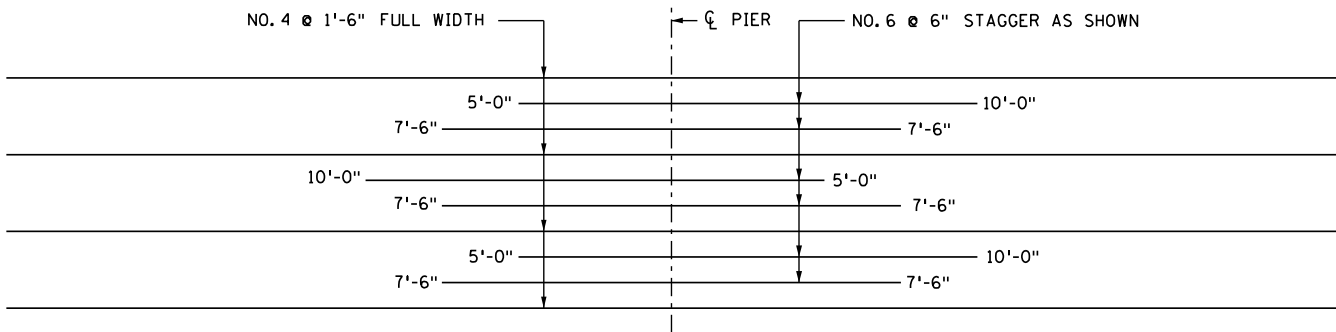 NO. 4 @ 1'-6" FULL WIDTH
℄ PIER
NO. 6 @ 6" STAGGER AS SHOWN
5'-0" 10'-0"
7'-6" 7'-6"
10'-0" 5'-0"
7'-6" 7'-6"
5'-0" 10'-0"
7'-6" 7'-6"